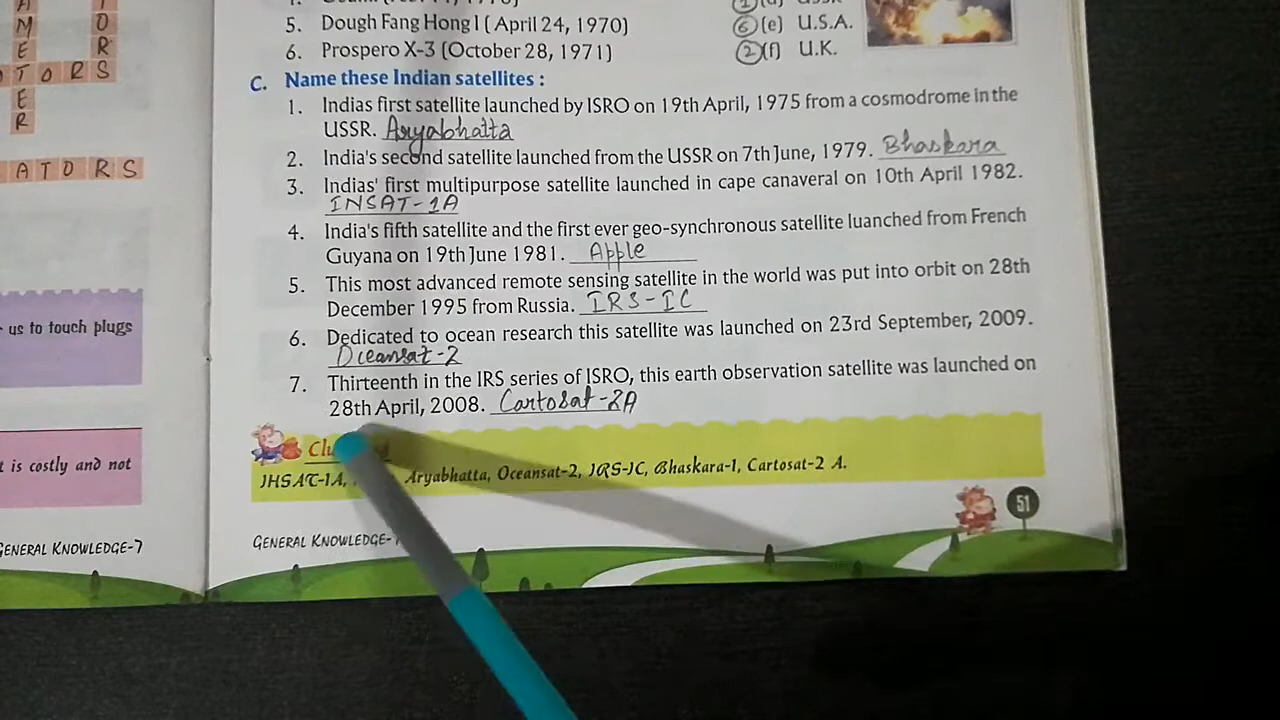 A
M
E
T O R S
E
R
O
R
A T O R S
us to touch plugs
t is costly and not
GENERAL KNOWLEDGE-7
5. Dough Fang Hong I ( April 24, 1970)
6. Prospero X-3 (October 28, 1971)
6 (e) U.S.A.
2 (f) U.K.
C. Name these Indian satellites :
1. Indias first satellite launched by ISRO on 19th April, 1975 from a cosmodrome in the
USSR. Aryabhatta
2. India's second satellite launched from the USSR on 7th June, 1979. Bhaskara
3. Indias' first multipurpose satellite launched in cape canaveral on 10th April 1982.
INSAT-1A
4. India's fifth satellite and the first ever geo-synchronous satellite luanched from French
Guyana on 19th June 1981. Apple
5. This most advanced remote sensing satellite in the world was put into orbit on 28th
December 1995 from Russia. IRS-IC
6. Dedicated to ocean research this satellite was launched on 23rd September, 2009.
Oceansat-2
7. Thirteenth in the IRS series of ISRO, this earth observation satellite was launched on
28th April, 2008. Cartosat-2A
JHSAT-1A, Aryabhatta, Oceansat-2, JRS-JC, Bhaskara-1, Cartosat-2 A.
51
GENERAL KNOWLEDGE-